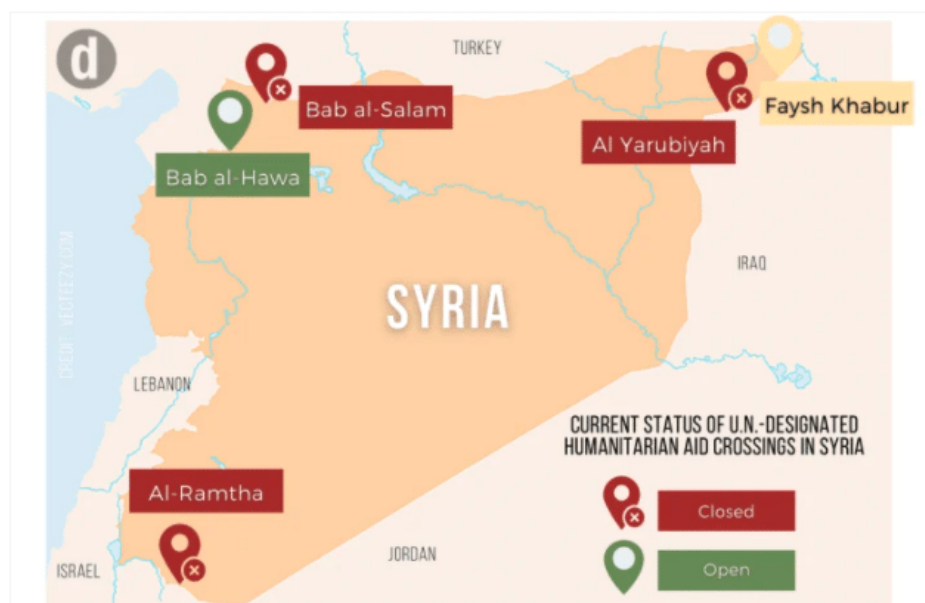 d
TURKEY
Bab al-Salam
Faysh Khabur
Al Yarubiyah
Bab al-Hawa
IRAQ
SYRIA
CREDIT: VECTEEZY.COM
LEBANON
CURRENT STATUS OF U.N.-DESIGNATED
HUMANITARIAN AID CROSSINGS IN SYRIA
Al-Ramtha
Closed
JORDAN
ISRAEL
Open